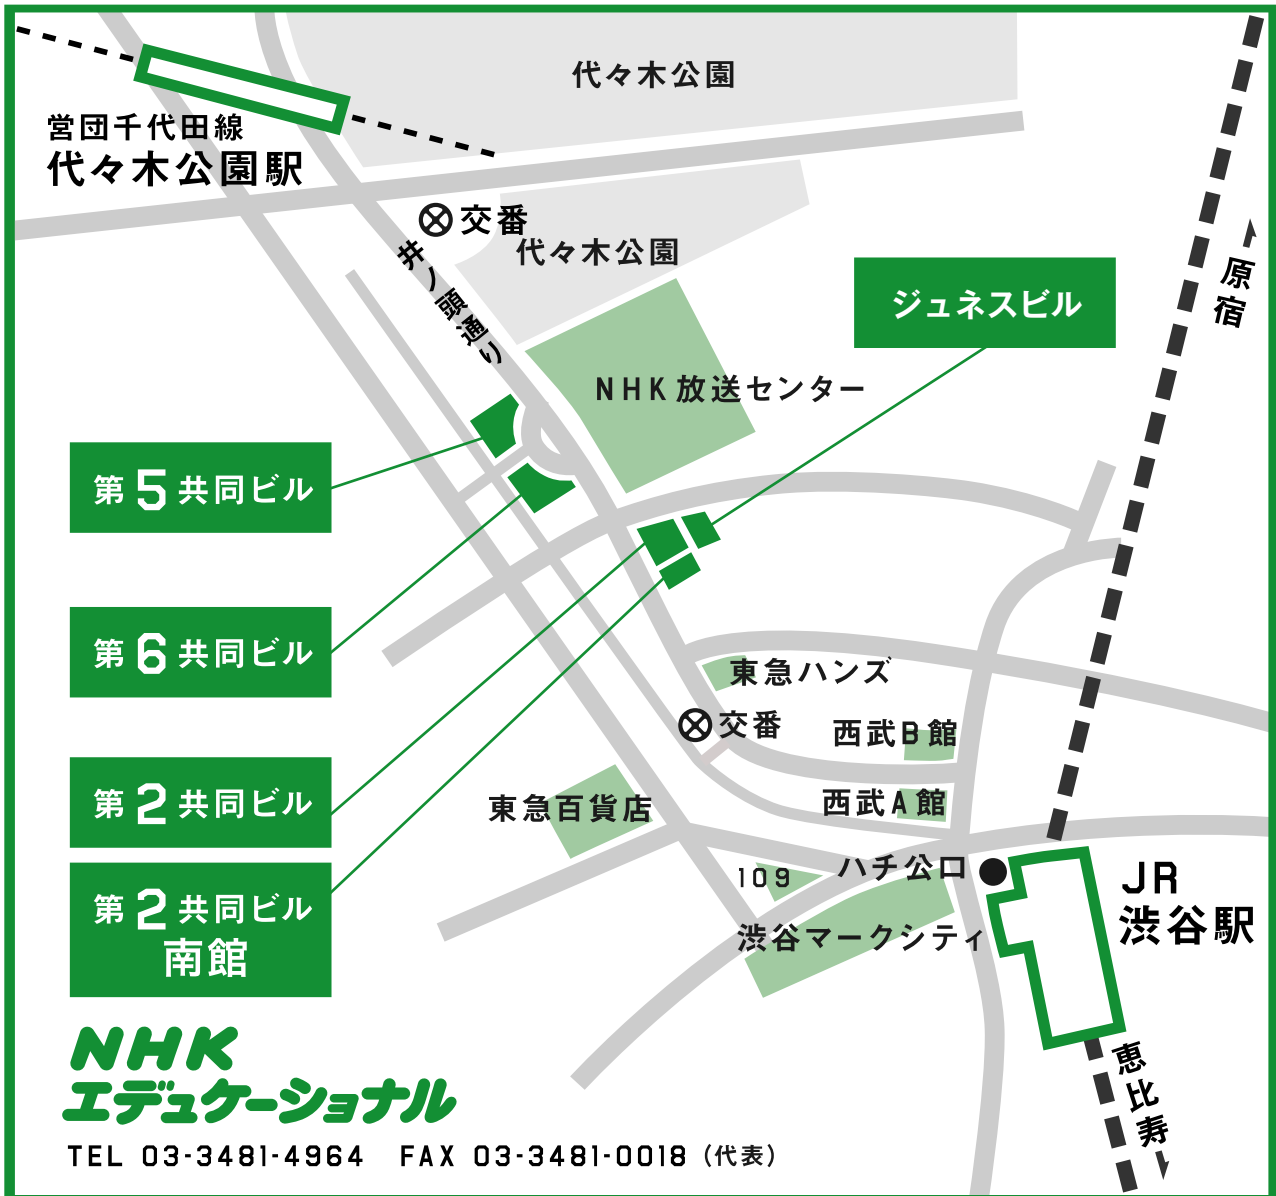 代々木公園
営団千代田線
代々木公園駅
交番
代々木公園
井ノ頭通り
原宿
ジュネスビル
NHK放送センター
第5共同ビル
第6共同ビル
東急ハンズ
交番
西武B館
第2共同ビル
東急百貨店
西武A館
109
ハチ公口
JR
渋谷駅
第2共同ビル
南館
渋谷マークシティ
恵比寿
NHK
エデュケーショナル
TEL 03-3481-4964 FAX 03-3481-0018（代表）